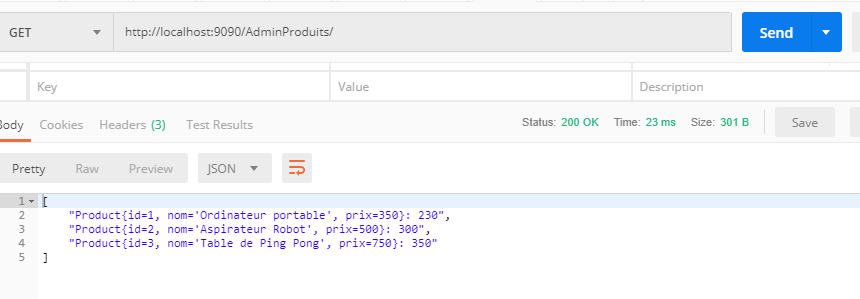 GET http://localhost:9090/AdminProduits/ Send
Key Value Description
Body Cookies Headers (3) Test Results Status: 200 OK Time: 23 ms Size: 301 B Save
Pretty Raw Preview JSON
1 [
2 "Product{id=1, nom='Ordinateur portable', prix=350}: 230",
3 "Product{id=2, nom='Aspirateur Robot', prix=500}: 300",
4 "Product{id=3, nom='Table de Ping Pong', prix=750}: 350"
5 ]